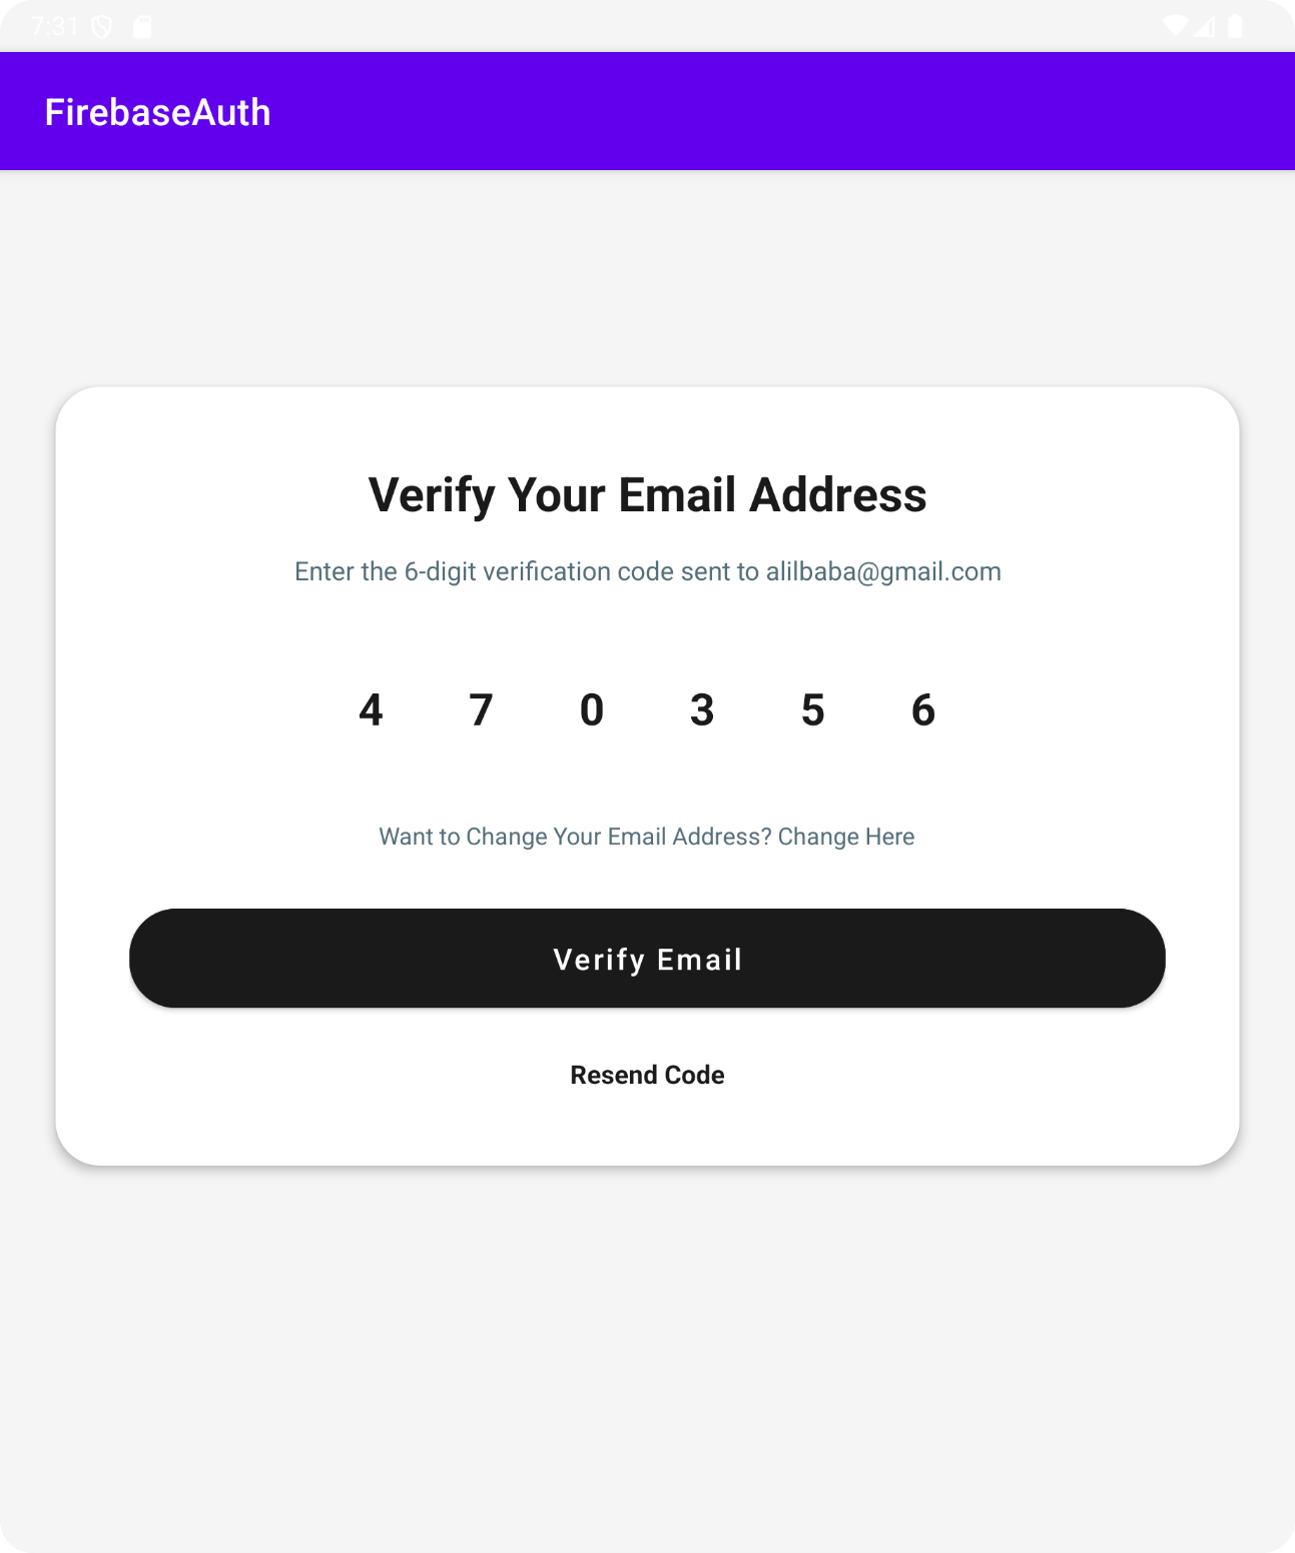 7:31
FirebaseAuth
Verify Your Email Address
Enter the 6-digit verification code sent to alilbaba@gmail.com
4 7 0 3 5 6
Want to Change Your Email Address? Change Here
Verify Email
Resend Code